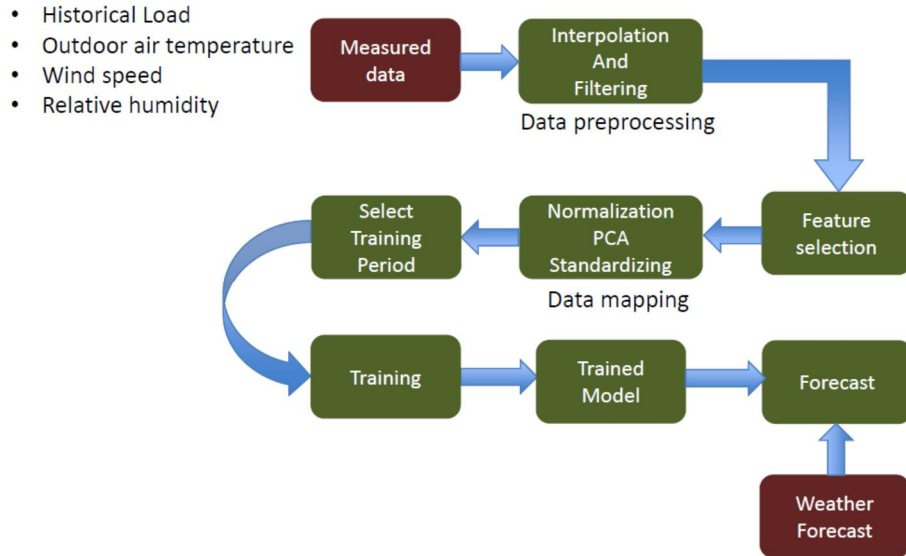 • Historical Load
• Outdoor air temperature
• Wind speed
• Relative humidity
Measured
data
Interpolation
And
Filtering
Data preprocessing
Feature
selection
Normalization
PCA
Standardizing
Data mapping
Select
Training
Period
Training
Trained
Model
Forecast
Weather
Forecast